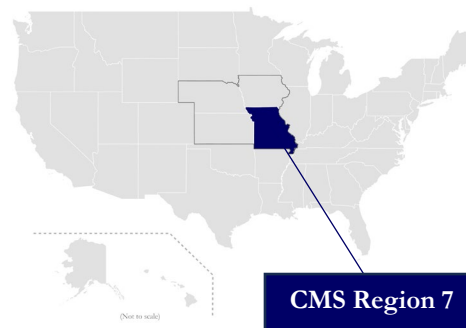 (Not to scale)
CMS Region 7